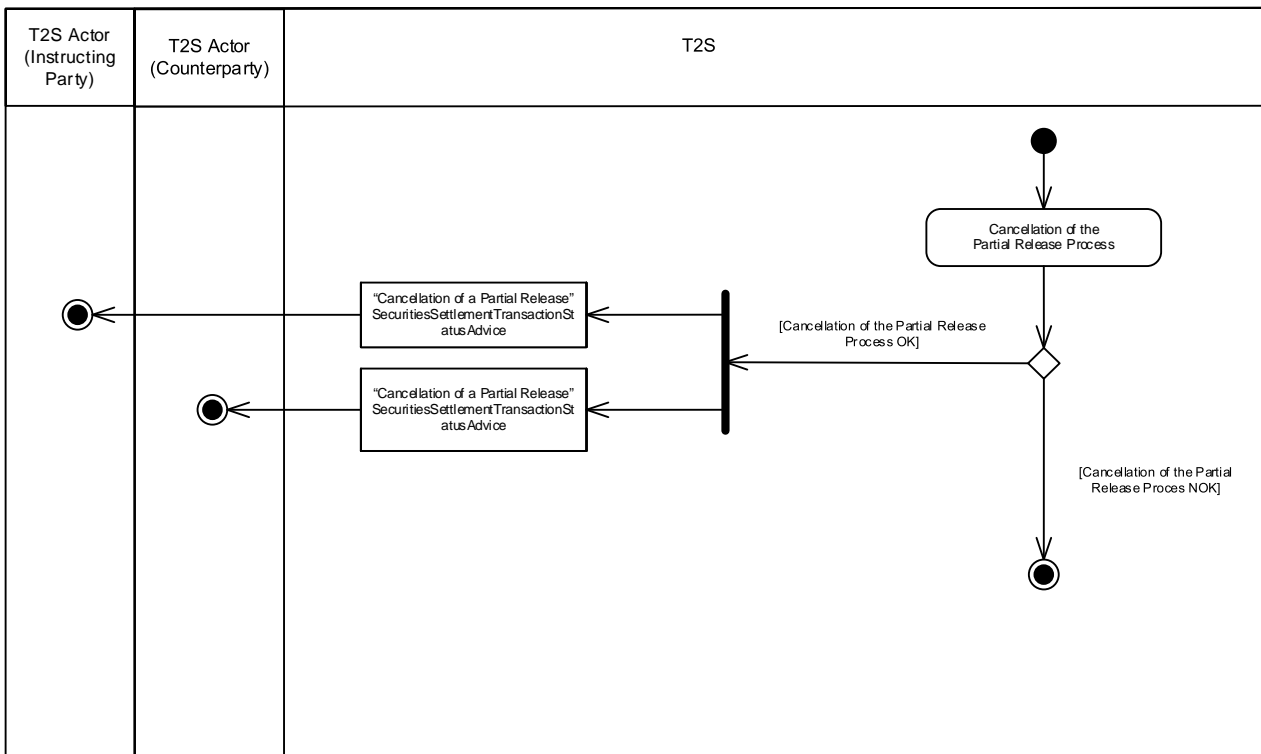 T2S Actor
(Instructing
Party)
T2S Actor
(Counterparty)
T2S
Cancellation of the
Partial Release Process
“Cancellation of a Partial Release”
SecuritiesSettlementTransactionSt
atusAdvice
[Cancellation of the Partial Release
Process OK]
“Cancellation of a Partial Release”
SecuritiesSettlementTransactionSt
atusAdvice
[Cancellation of the Partial
Release Proces NOK]